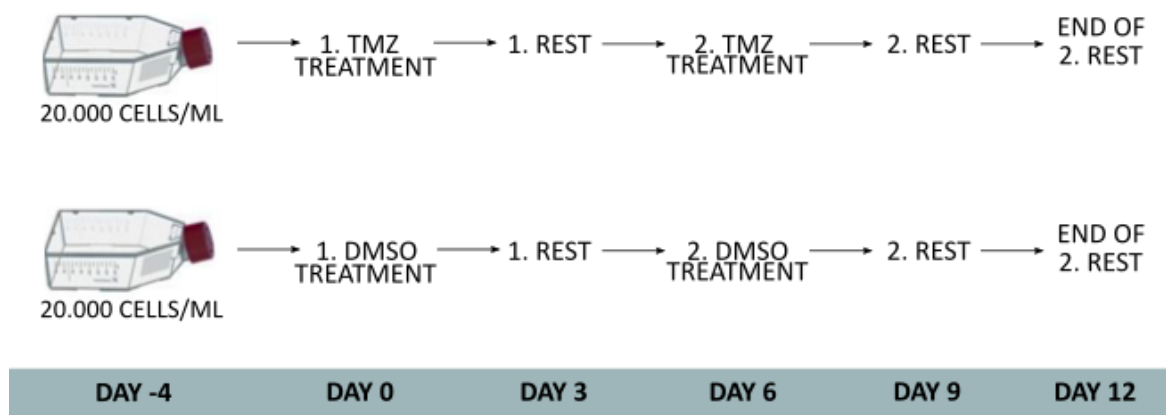 20.000 CELLS/ML
1. TMZ
TREATMENT
1. REST
2. TMZ
TREATMENT
2. REST
END OF
2. REST
20.000 CELLS/ML
1. DMSO
TREATMENT
1. REST
2. DMSO
TREATMENT
2. REST
END OF
2. REST
DAY -4 DAY 0 DAY 3 DAY 6 DAY 9 DAY 12